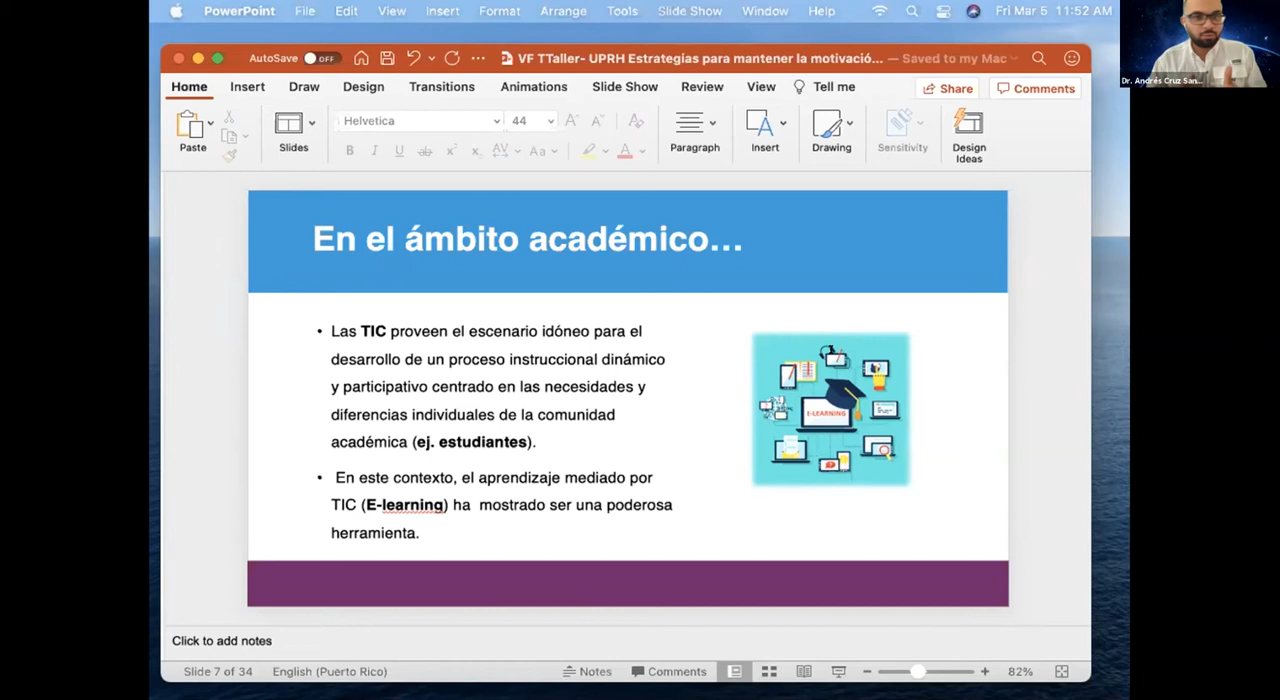 PowerPoint File Edit View Insert Format Arrange Tools Slide Show Window Help Fri Mar 5 11:52 AM
Dr. Andrés Cruz San...
AutoSave OFF ... VF TTaller- UPRH Estrategias para mantener la motivació... — Saved to my Mac
Home Insert Draw Design Transitions Animations Slide Show Review View Tell me Share Comments
Helvetica 44
Paste Slides Paragraph Insert Drawing Sensitivity Design
Ideas
En el ámbito académico...
• Las TIC proveen el escenario idóneo para el
desarrollo de un proceso instruccional dinámico
y participativo centrado en las necesidades y
diferencias individuales de la comunidad
académica (ej. estudiantes).
• En este contexto, el aprendizaje mediado por
TIC (E-learning) ha mostrado ser una poderosa
herramienta.
E-LEARNING
Click to add notes
Slide 7 of 34 English (Puerto Rico) Notes Comments 82%